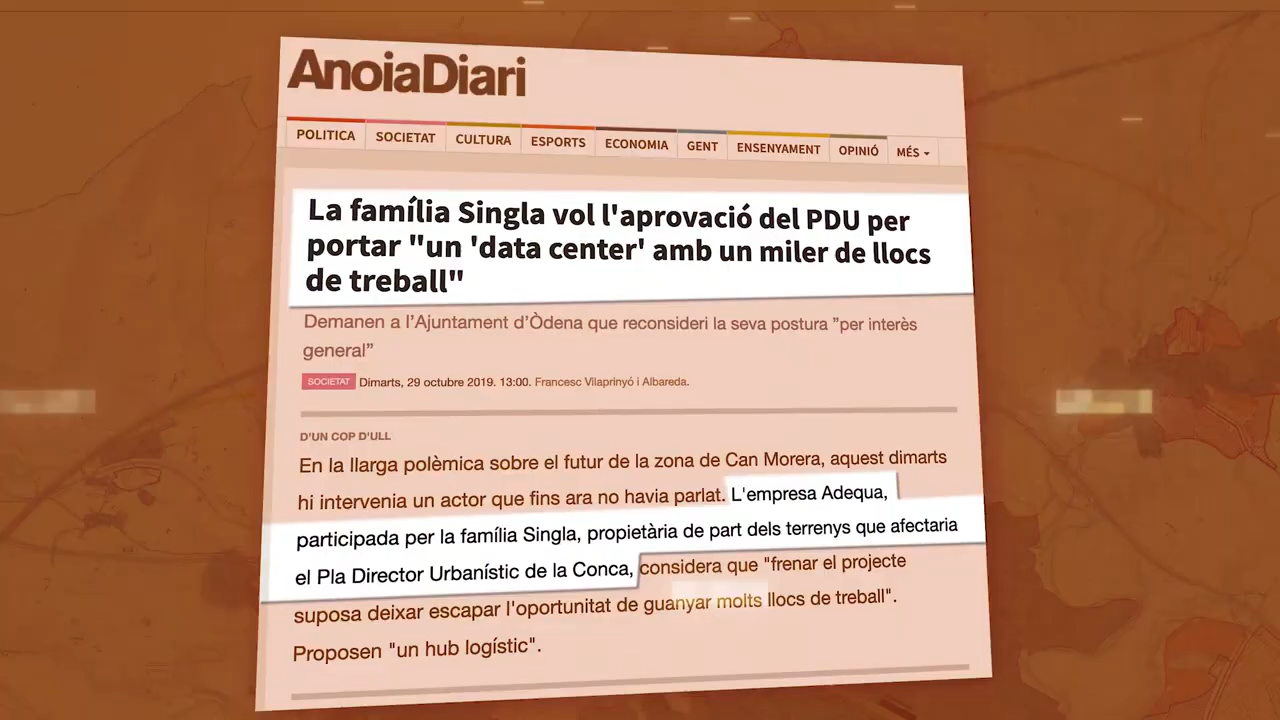 AnoiaDiari
POLITICA SOCIETAT CULTURA ESPORTS ECONOMIA GENT ENSENYAMENT OPINIÓ MÉS
La família Singla vol l'aprovació del PDU per
portar "un 'data center' amb un miler de llocs
de treball"
Demanen a l’Ajuntament d’Òdena que reconsideri la seva postura ”per interès
general”
SOCIETAT Dimarts, 29 octubre 2019. 13:00. Francesc Vilaprinyó i Albareda.
D'UN COP D'ULL
En la llarga polèmica sobre el futur de la zona de Can Morera, aquest dimarts
hi intervenia un actor que fins ara no havia parlat. L'empresa Adequa,
participada per la família Singla, propietària de part dels terrenys que afectaria
el Pla Director Urbanístic de la Conca, considera que "frenar el projecte
suposa deixar escapar l'oportunitat de guanyar molts llocs de treball".
Proposen "un hub logístic".